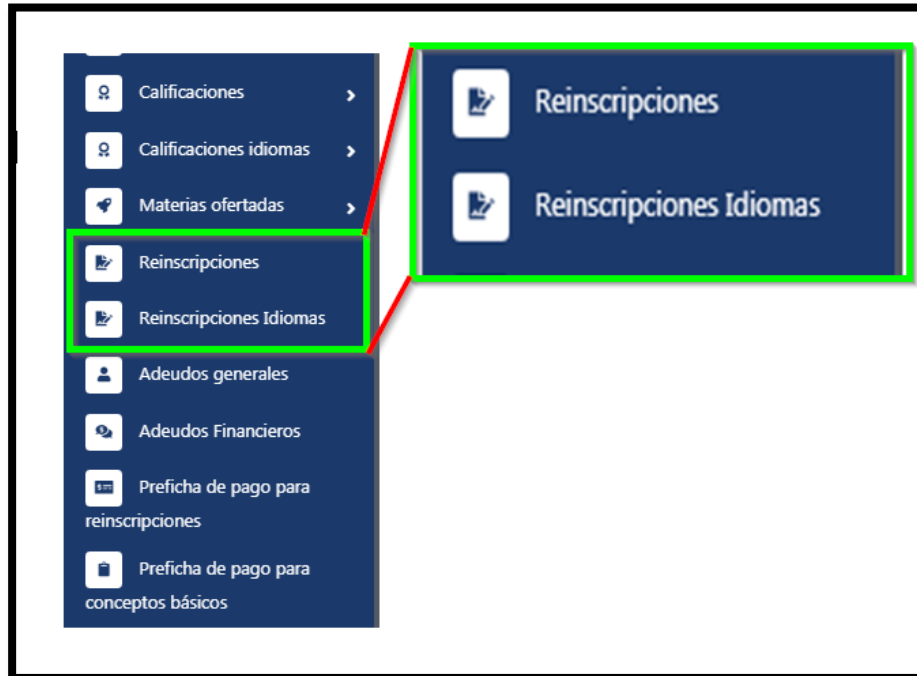 Calificaciones
Calificaciones idiomas
Materias ofertadas
Reinscripciones
Reinscripciones Idiomas
Adeudos generales
Adeudos Financieros
Preficha de pago para
reinscripciones
Preficha de pago para
conceptos básicos
Reinscripciones
Reinscripciones Idiomas